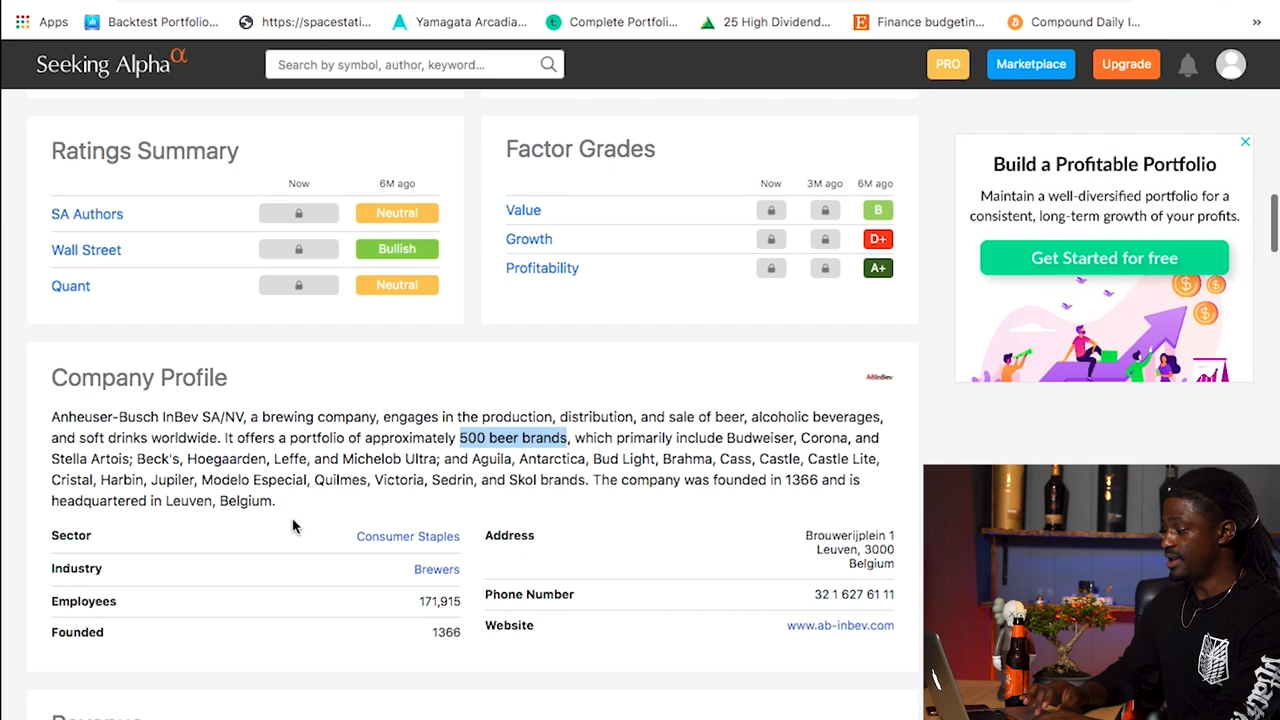 Apps
Backtest Portfolio...
https://spacestati...
Yamagata Arcadia...
Complete Portfoli...
25 High Dividend...
Finance budgetin...
Compound Daily I...
»
Seeking Alphaα
Search by symbol, author, keyword...
PRO
Marketplace
Upgrade
Ratings Summary
Now 6M ago
SA Authors Neutral
Wall Street Bullish
Quant Neutral
Factor Grades
Now 3M ago 6M ago
Value B
Growth D+
Profitability A+
Build a Profitable Portfolio
Maintain a well-diversified portfolio for a
consistent, long-term growth of your profits.
Get Started for free
Company Profile
ABInBev
Anheuser-Busch InBev SA/NV, a brewing company, engages in the production, distribution, and sale of beer, alcoholic beverages,
and soft drinks worldwide. It offers a portfolio of approximately 500 beer brands, which primarily include Budweiser, Corona, and
Stella Artois; Beck's, Hoegaarden, Leffe, and Michelob Ultra; and Aguila, Antarctica, Bud Light, Brahma, Cass, Castle, Castle Lite,
Cristal, Harbin, Jupiler, Modelo Especial, Quilmes, Victoria, Sedrin, and Skol brands. The company was founded in 1366 and is
headquartered in Leuven, Belgium.
Sector Consumer Staples
Industry Brewers
Employees 171,915
Founded 1366
Address Brouwerijplein 1
Leuven, 3000
Belgium
Phone Number 32 1 627 61 11
Website www.ab-inbev.com